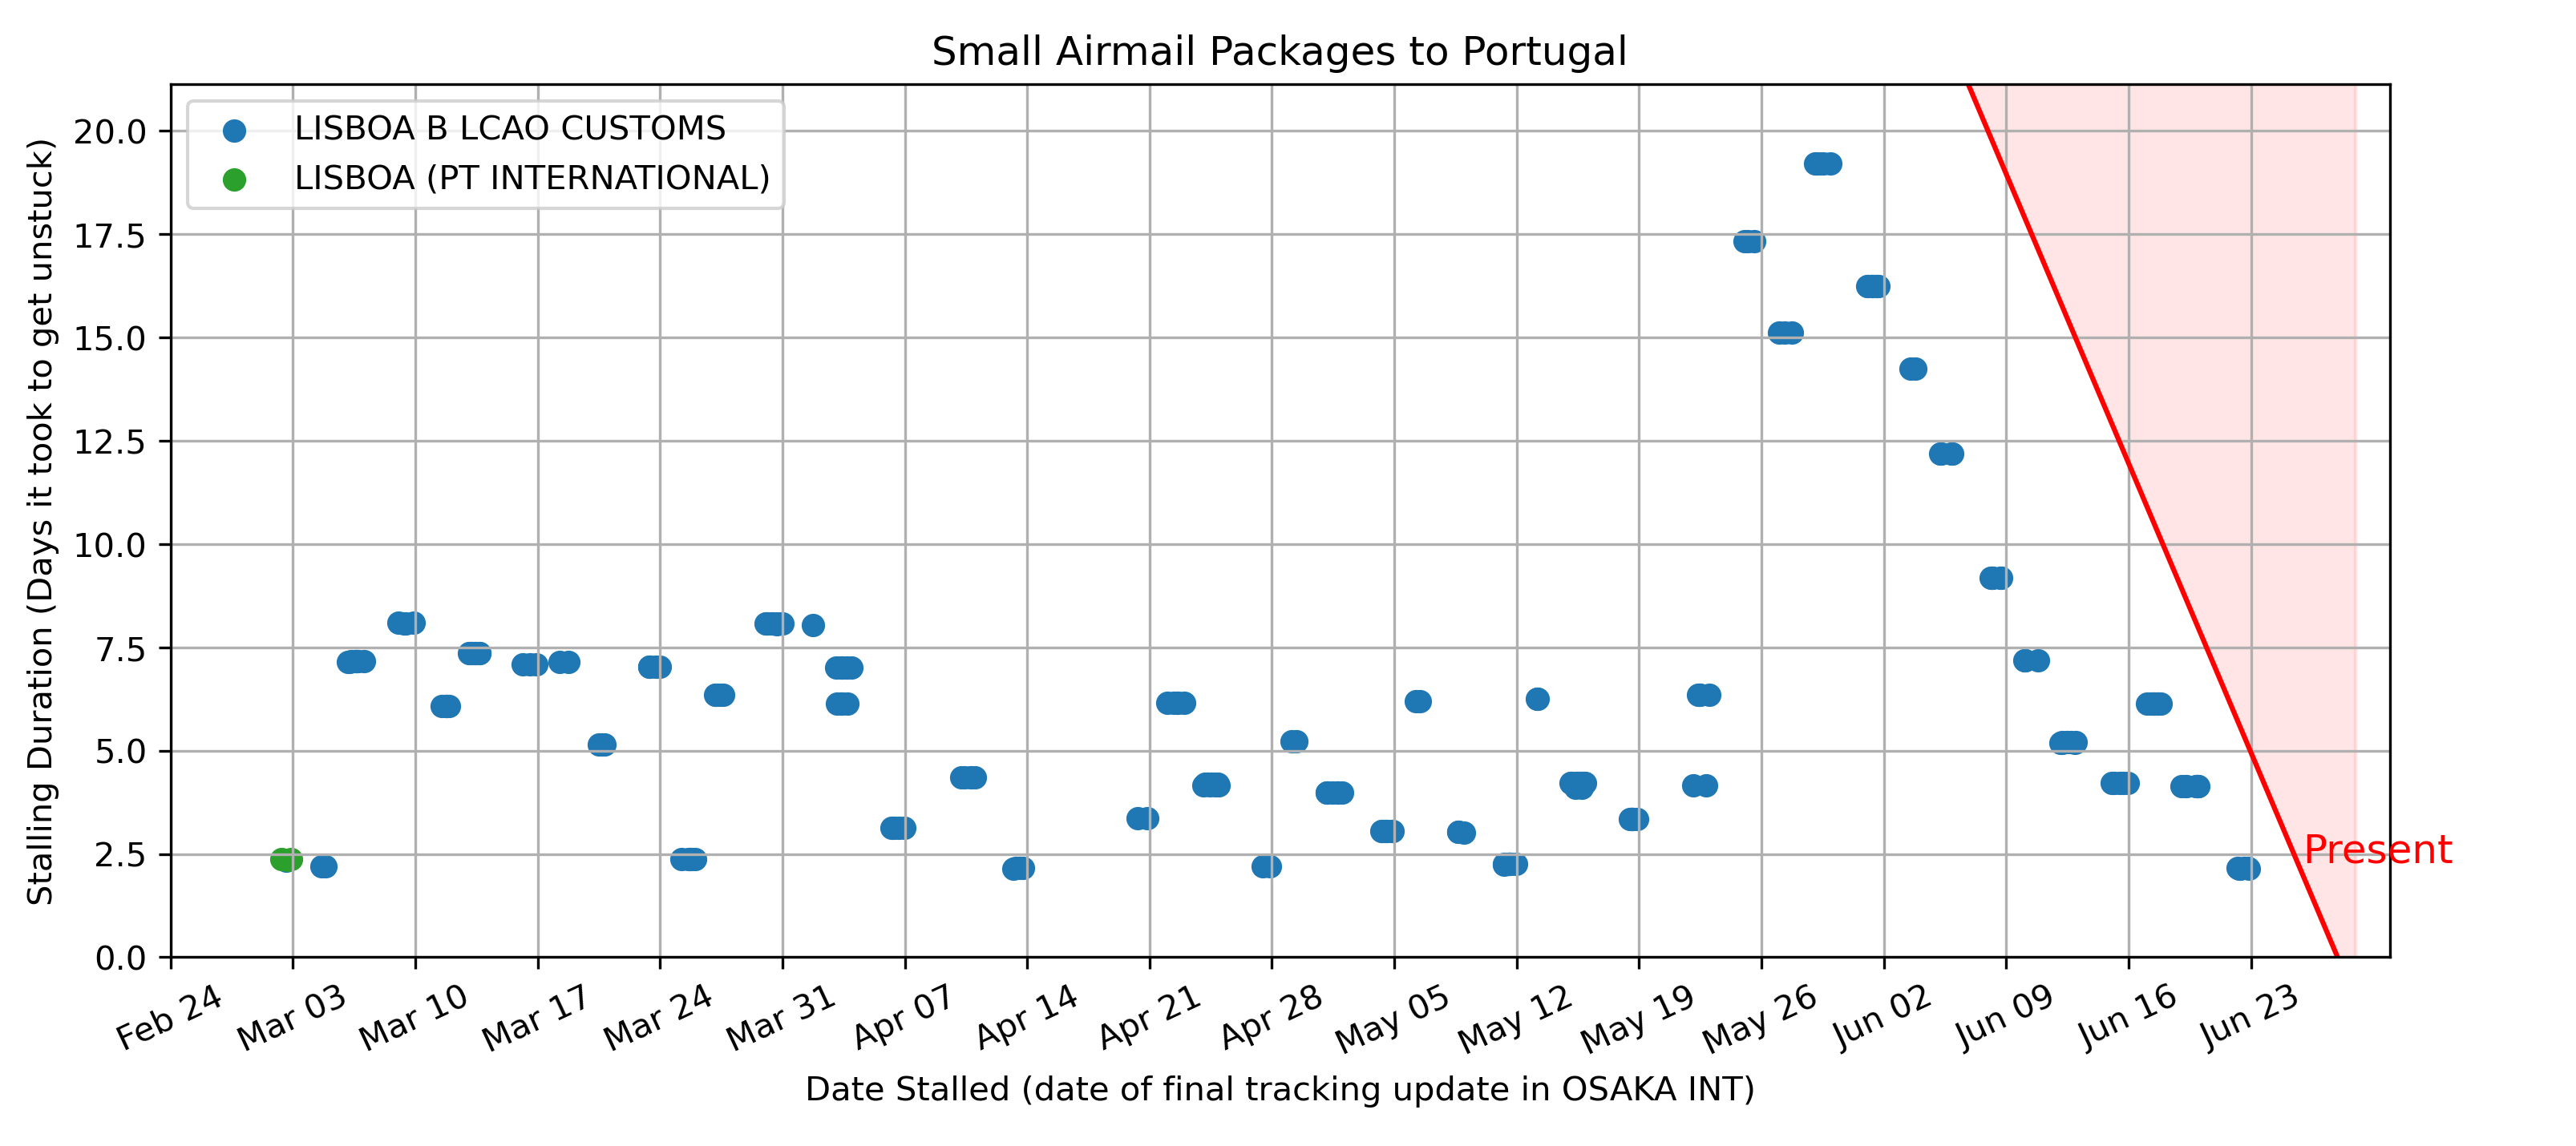 Small Airmail Packages to Portugal
LISBOA B LCAO CUSTOMS
LISBOA (PT INTERNATIONAL)
Stalling Duration (Days it took to get unstuck)
20.0
17.5
15.0
12.5
10.0
7.5
5.0
2.5
0.0
Present
Feb 24
Mar 03
Mar 10
Mar 17
Mar 24
Mar 31
Apr 07
Apr 14
Apr 21
Apr 28
May 05
May 12
May 19
May 26
Jun 02
Jun 09
Jun 16
Jun 23
Date Stalled (date of final tracking update in OSAKA INT)